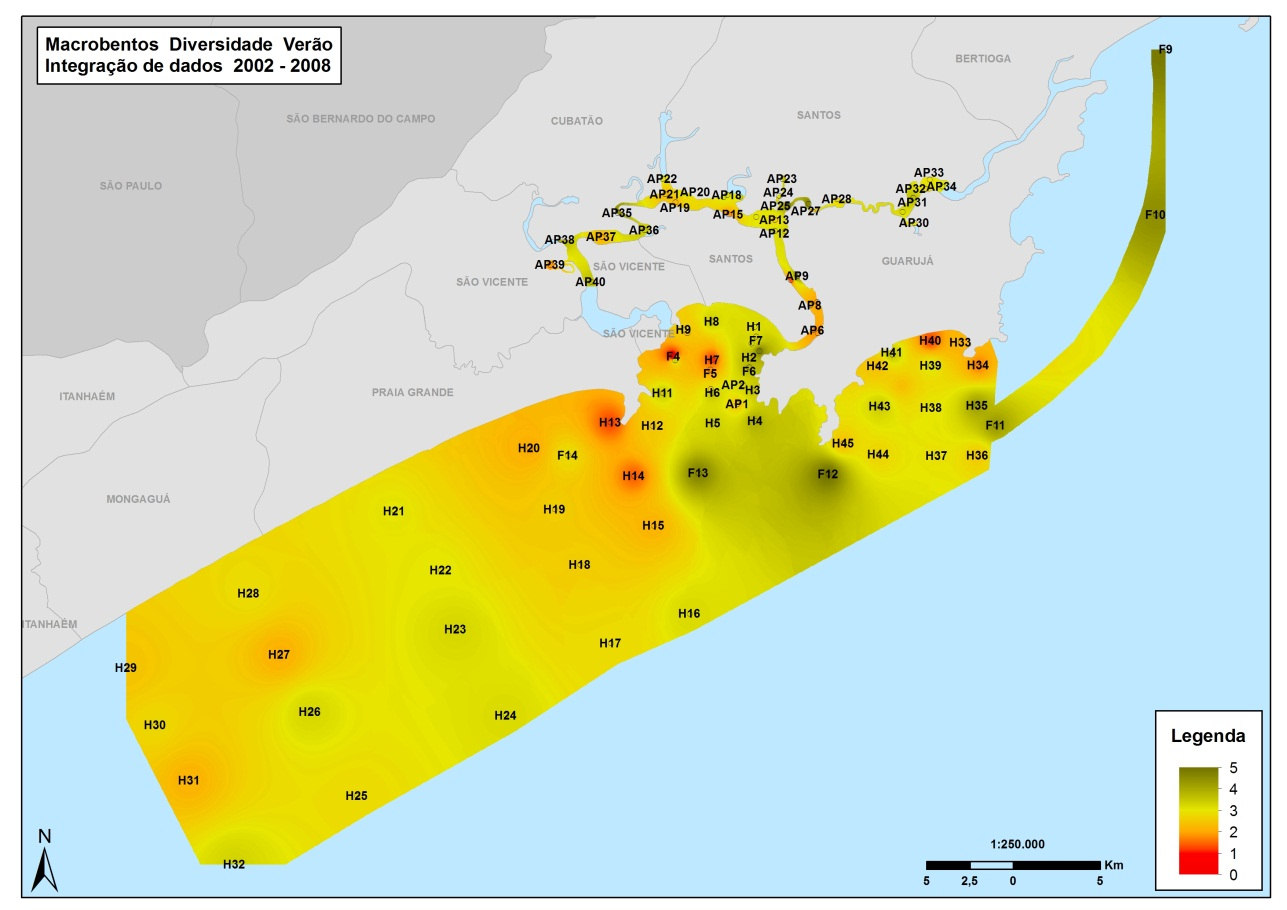 Macrobentos Diversidade Verão
Integração de dados 2002 - 2008
F9
BERTIOGA
SÃO BERNARDO DO CAMPO
CUBATÃO
SANTOS
SÃO PAULO
AP22
AP23
AP33
AP21
AP20
AP18
AP24
AP32
AP34
AP19
AP15
AP25
AP27
AP28
AP31
AP35
AP13
AP30
F10
AP36
AP12
AP38
AP37
AP39
SÃO VICENTE
SANTOS
GUARUJÁ
SÃO VICENTE
AP40
AP9
AP8
H8
H9
H1
AP6
SÃO VICENTE
F7
H40
H33
F4
H7
H2
H41
F5
F6
H42
H39
H34
ITANHAÉM
PRAIA GRANDE
H11
H6
AP2
H3
AP1
H43
H38
H35
H13
H12
H5
H4
F11
H20
F14
H45
H44
H37
H36
H14
F13
F12
MONGAGUÁ
H21
H19
H15
H22
H18
H28
H16
ITANHAÉM
H23
H17
H29
H27
H30
H26
H24
H31
H25
H32
Legenda
5
4
3
2
1
0
N
1:250.000
Km
5 2,5 0 5